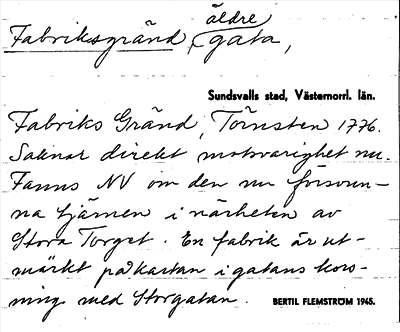 äldre
Fabriksgränd, gata,
Sundsvalls stad, Västernorrl. län.
Fabriks Gränd, Törnsten 1776.
Saknar direkt motsvarighet nu.
Fanns NV om den nu försvun-
na tjärnen i närheten av
Stora Torget. En fabrik är ut-
märkt på kartan i gatans kors-
ning med Storgatan.
BERTIL FLEMSTRÖM 1965.